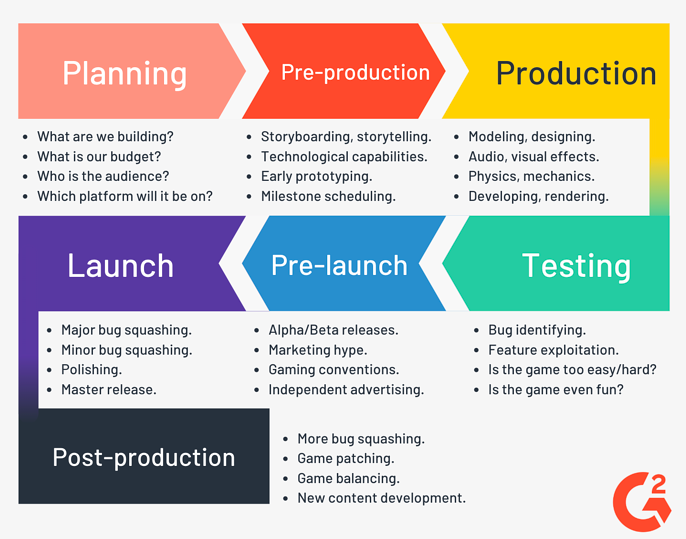 Planning
Pre-production
Production
• What are we building?
• What is our budget?
• Who is the audience?
• Which platform will it be on?
• Storyboarding, storytelling.
• Technological capabilities.
• Early prototyping.
• Milestone scheduling.
• Modeling, designing.
• Audio, visual effects.
• Physics, mechanics.
• Developing, rendering.
Launch
Pre-launch
Testing
• Major bug squashing.
• Minor bug squashing.
• Polishing.
• Master release.
• Alpha/Beta releases.
• Marketing hype.
• Gaming conventions.
• Independent advertising.
• Bug identifying.
• Feature exploitation.
• Is the game too easy/hard?
• Is the game even fun?
Post-production
• More bug squashing.
• Game patching.
• Game balancing.
• New content development.
G2